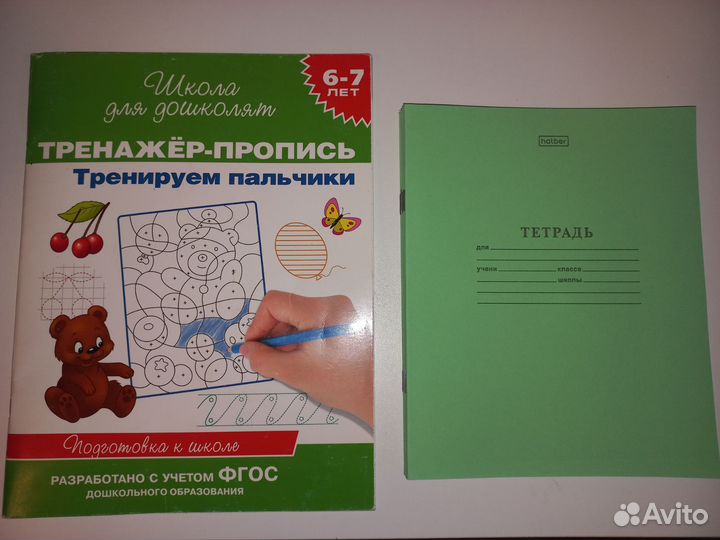 Школа
для дошколят
6-7
ЛЕТ
ТРЕНАЖЁР-ПРОПИСЬ
Тренируем пальчики
Подготовка к школе
РАЗРАБОТАНО С УЧЕТОМ ФГОС
ДОШКОЛЬНОГО ОБРАЗОВАНИЯ
hatber
ТЕТРАДЬ
для
учени класса
школы
Avito